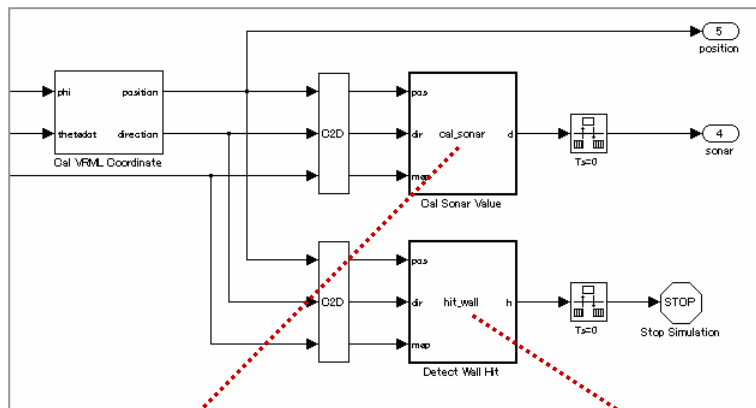 5
position
phi
position
thetadot
direction
Cal VRML Coordinate
C2D
pos
dir
map
cal_sonar
d
Cal Sonar Value
Ts=0
4
sonar
C2D
pos
dir
map
hit_wall
h
Detect Wall Hit
Ts=0
STOP
Stop Simulation